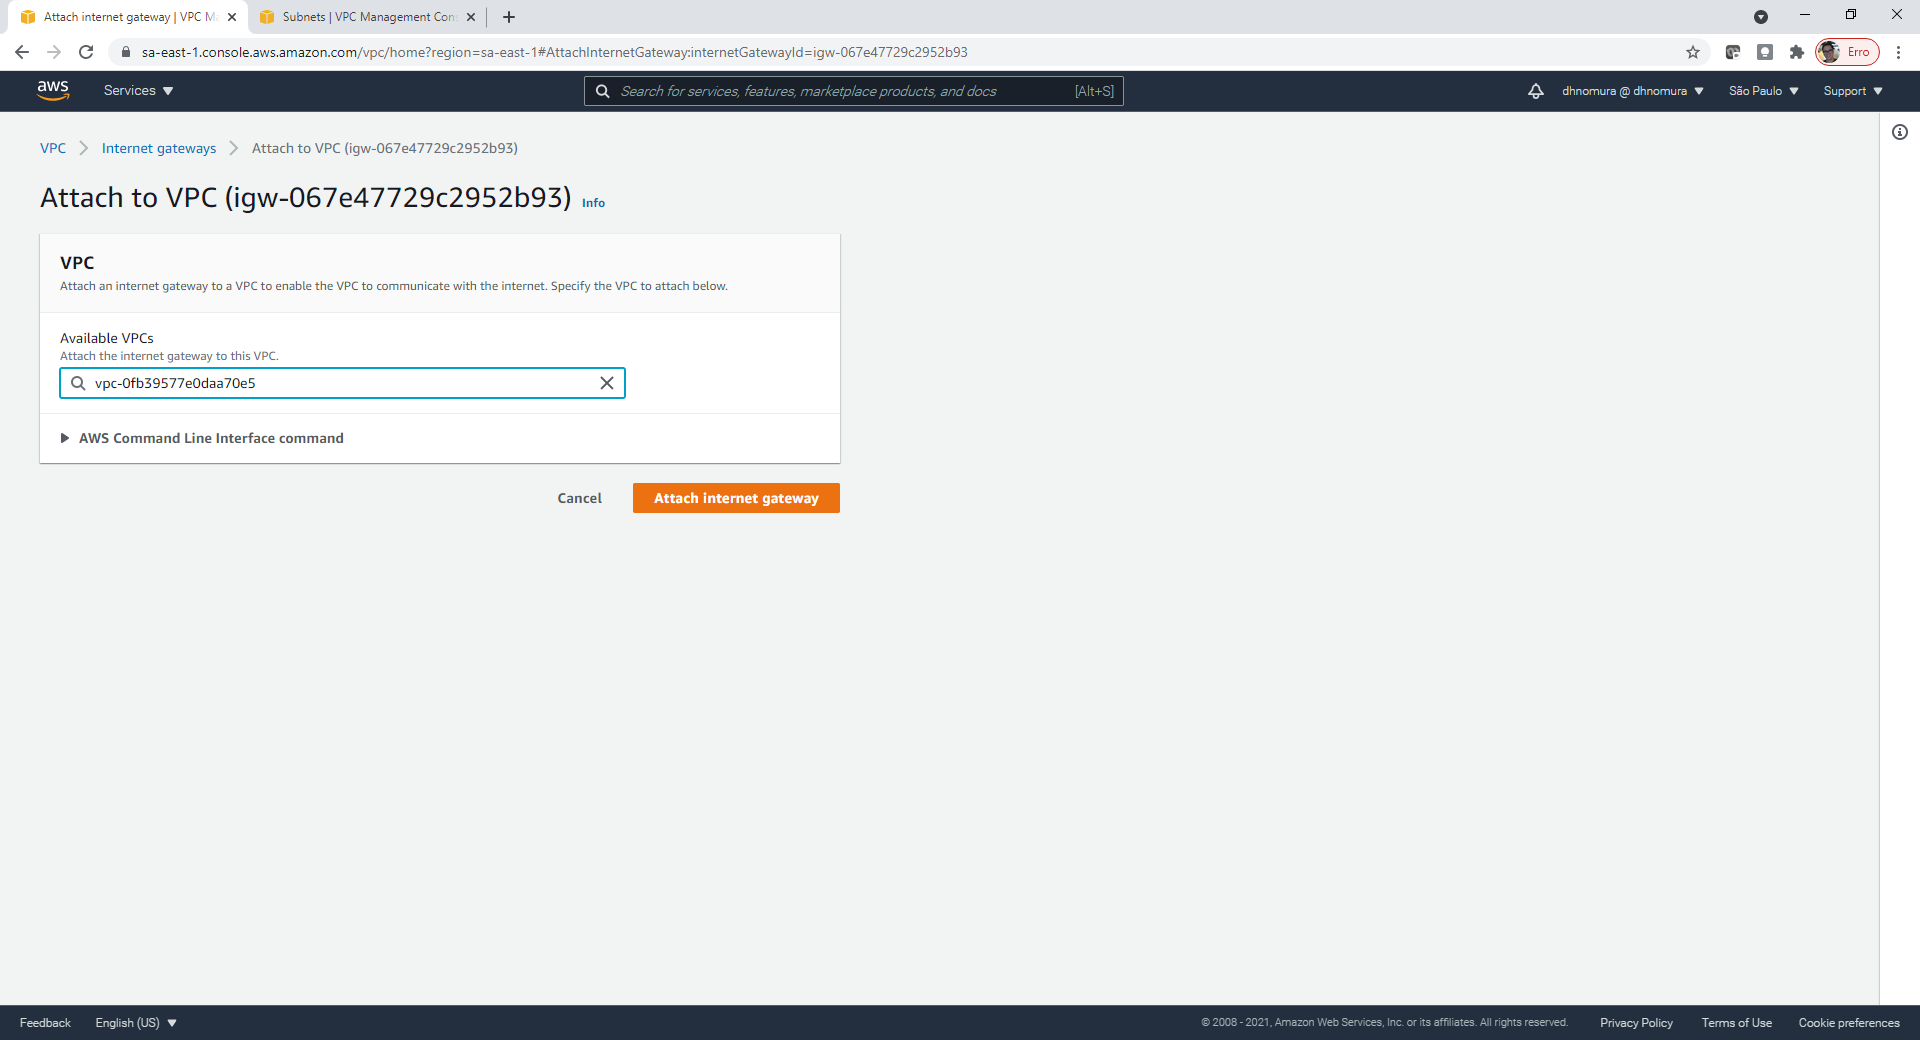 Attach internet gateway | VPC M
Subnets | VPC Management Con
sa-east-1.console.aws.amazon.com/vpc/home?region=sa-east-1#AttachInternetGateway:internetGatewayId=igw-067e47729c2952b93
Erro
aws
Services
Search for services, features, marketplace products, and docs
[Alt+S]
dhnomura @ dhnomura
São Paulo
Support
VPC
Internet gateways
Attach to VPC (igw-067e47729c2952b93)
Attach to VPC (igw-067e47729c2952b93) Info
VPC
Attach an internet gateway to a VPC to enable the VPC to communicate with the internet. Specify the VPC to attach below.
Available VPCs
Attach the internet gateway to this VPC.
vpc-0fb39577e0daa70e5
AWS Command Line Interface command
Cancel
Attach internet gateway
Feedback
English (US)
© 2008 - 2021, Amazon Web Services, Inc. or its affiliates. All rights reserved.
Privacy Policy
Terms of Use
Cookie preferences